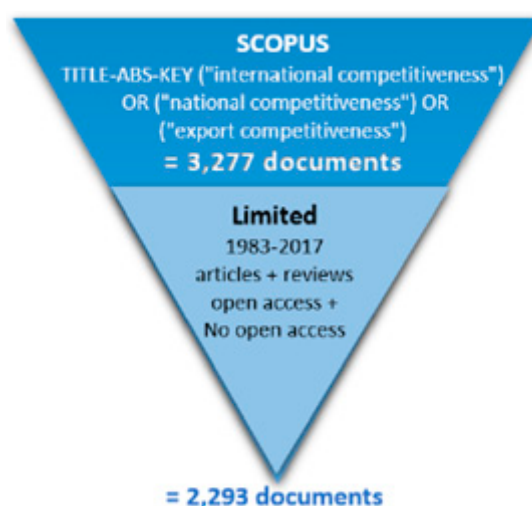 SCOPUS
TITLE-ABS-KEY ("international competitiveness")
OR ("national competitiveness") OR
("export competitiveness")
= 3,277 documents
Limited
1983-2017
articles + reviews
open access +
No open access
= 2,293 documents